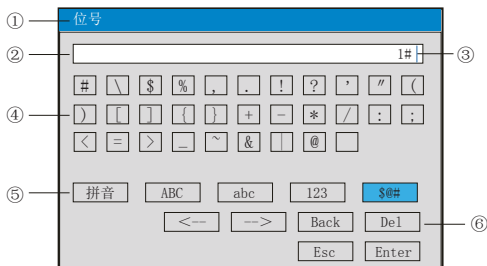 ① 位号
② 1# ③
# \ $ % , . ! ? ' " (
④ ) [ ] { } + - * / : ;
< = > _ ~ & | @
⑤ 拼音 ABC abc 123 $@#
<-- --> Back Del ⑥
Esc Enter